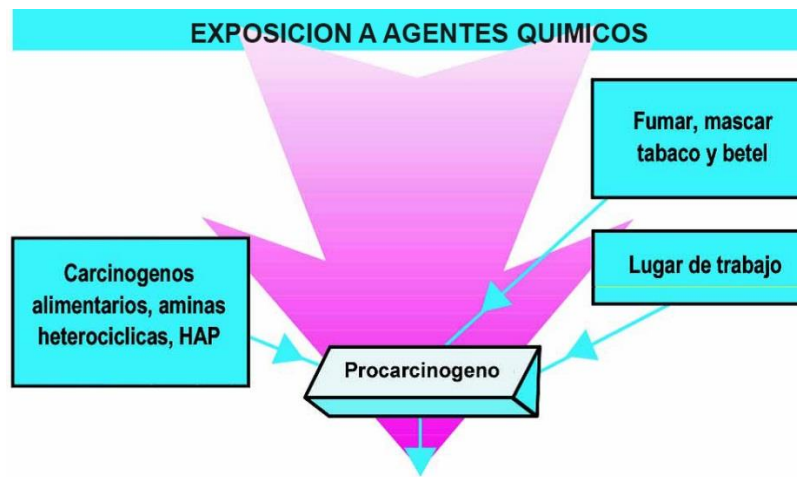 EXPOSICION A AGENTES QUIMICOS
Fumar, mascar
tabaco y betel
Carcinogenos
alimentarios, aminas
heterociclicas, HAP
Lugar de trabajo
Procarcinogeno